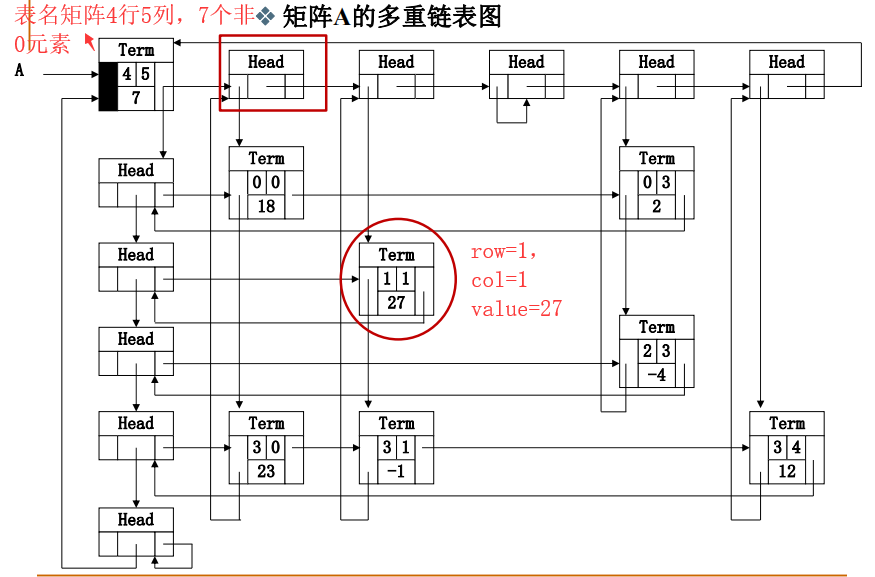 表名矩阵4行5列，7个非
0元素
❖ 矩阵A的多重链表图
A
Term
4 5
7
Head
Head
Head
Head
Head
Head
Term
0 0
18
Term
0 3
2
Head
Term
1 1
27
row=1，
col=1
value=27
Head
Term
2 3
-4
Head
Term
3 0
23
Term
3 1
-1
Term
3 4
12
Head